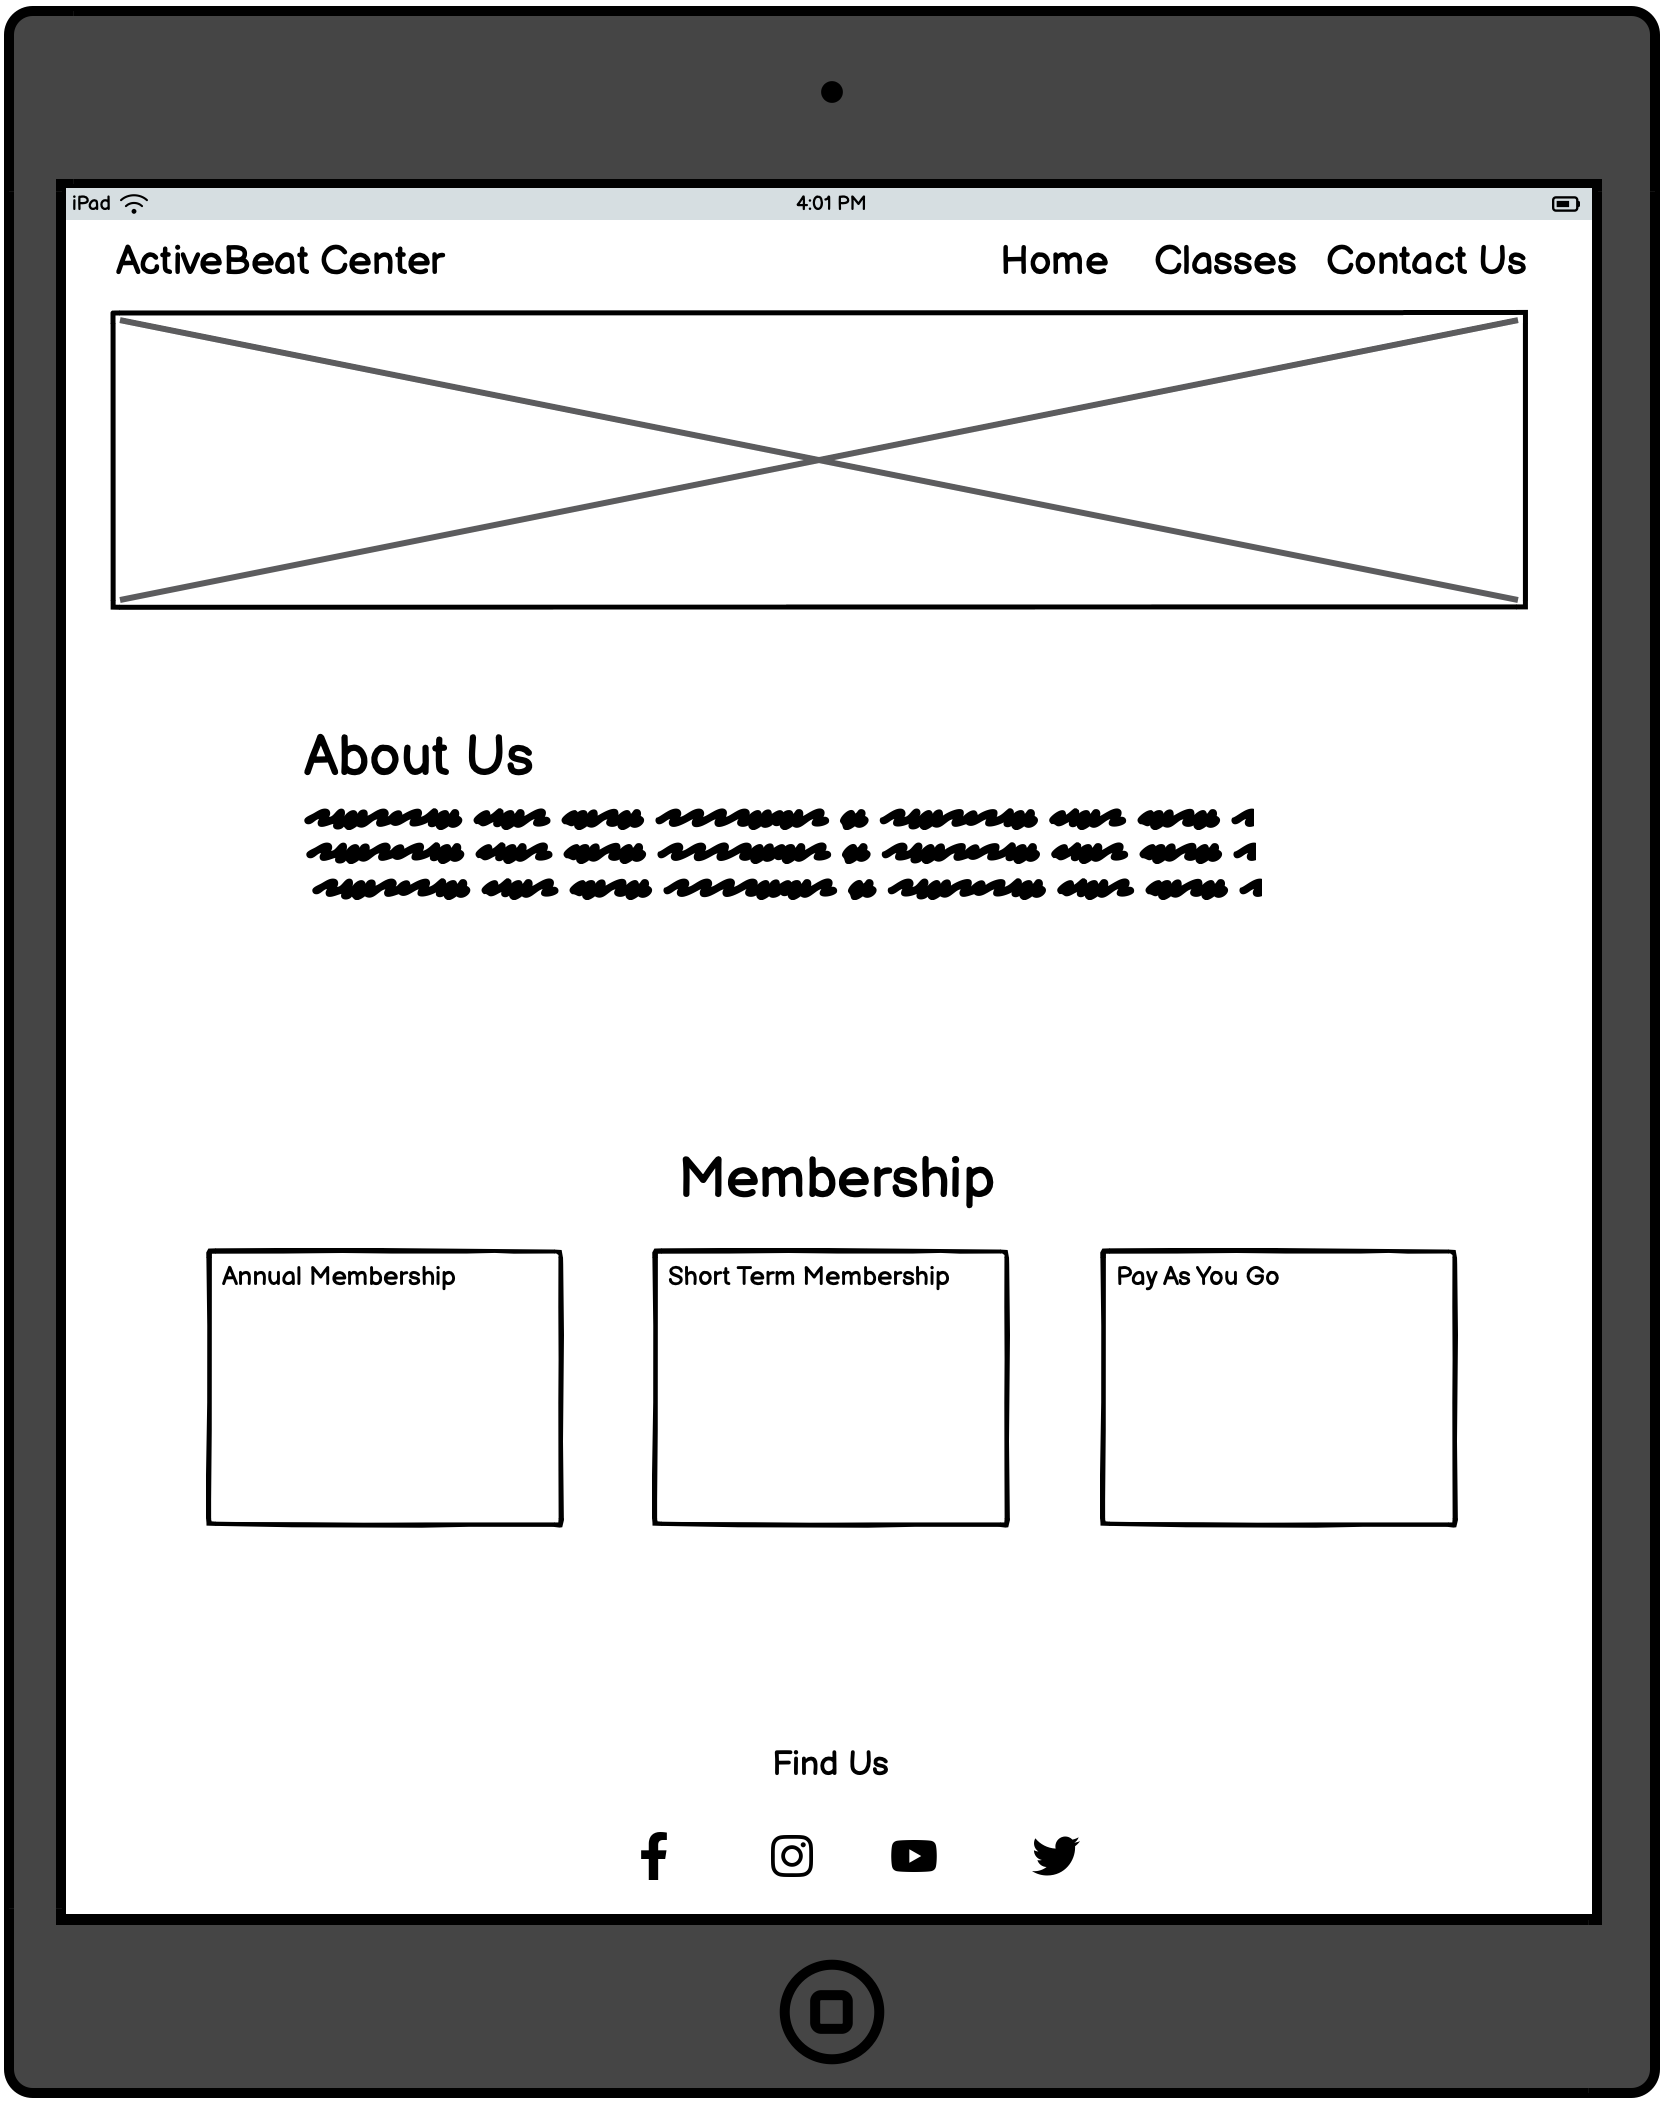 iPad 4:01 PM
ActiveBeat Center Home Classes Contact Us
About Us
Membership
Annual Membership
Short Term Membership
Pay As You Go
Find Us